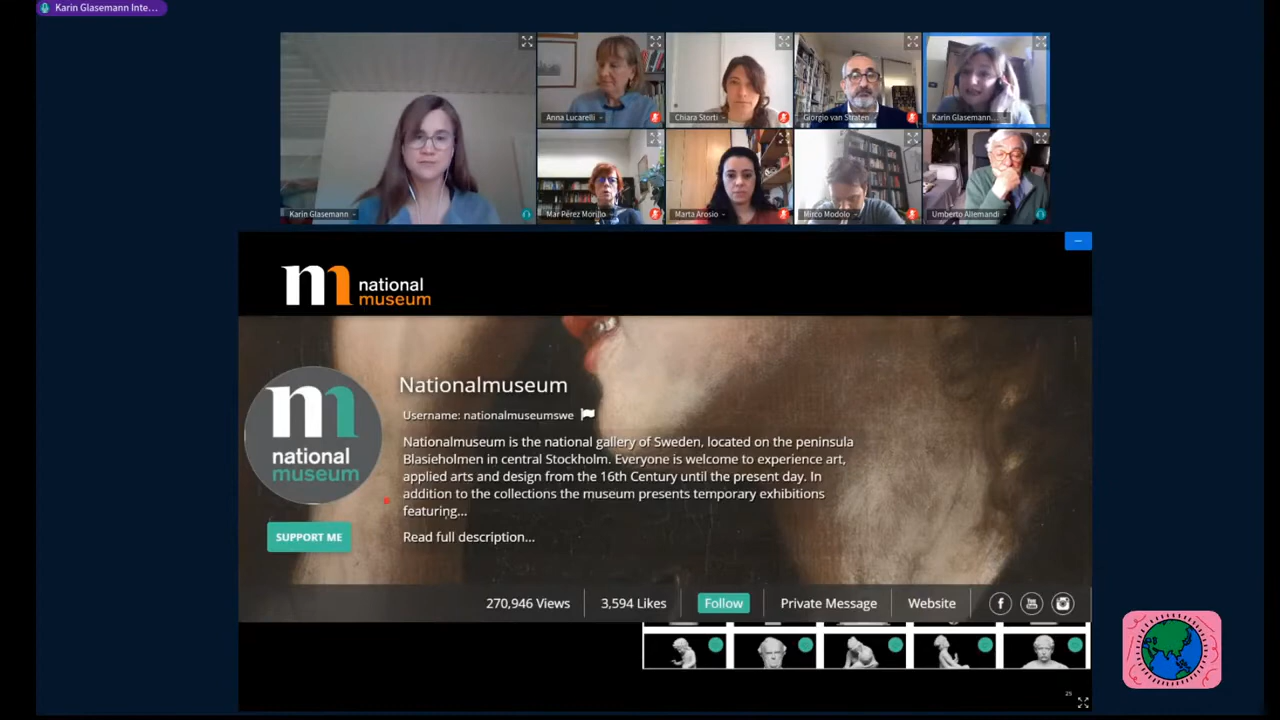 Karin Glasemann Inte...
Anna Lucarelli
Chiara Storti
Giorgio van Straten
Karin Glasemann...
Karin Glasemann
Mar Pérez Morillo
Marta Arosio
Mirco Modolo
Umberto Allemandi
national
museum
Nationalmuseum
Username: nationalmuseumswe
Nationalmuseum is the national gallery of Sweden, located on the peninsula
Blasieholmen in central Stockholm. Everyone is welcome to experience art,
applied arts and design from the 16th Century until the present day. In
addition to the collections the museum presents temporary exhibitions
featuring...
Read full description...
national
museum
SUPPORT ME
270,946 Views
3,594 Likes
Follow
Private Message
Website
25